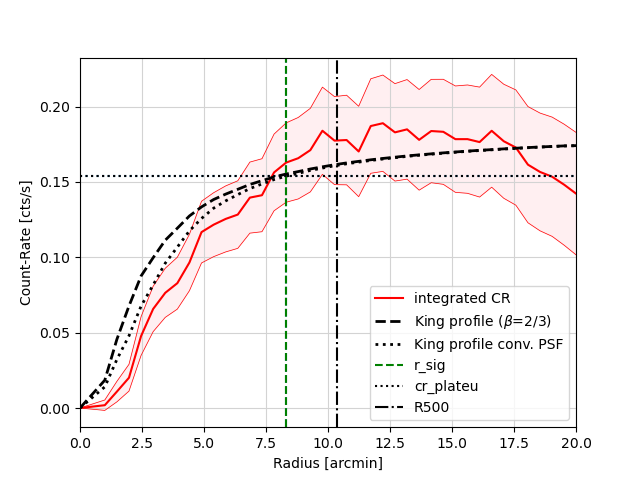 Count-Rate [cts/s]
0.20
0.15
0.10
0.05
0.00
integrated CR
King profile (β=2/3)
King profile conv. PSF
r_sig
cr_plateu
R500
0.0 2.5 5.0 7.5 10.0 12.5 15.0 17.5 20.0
Radius [arcmin]